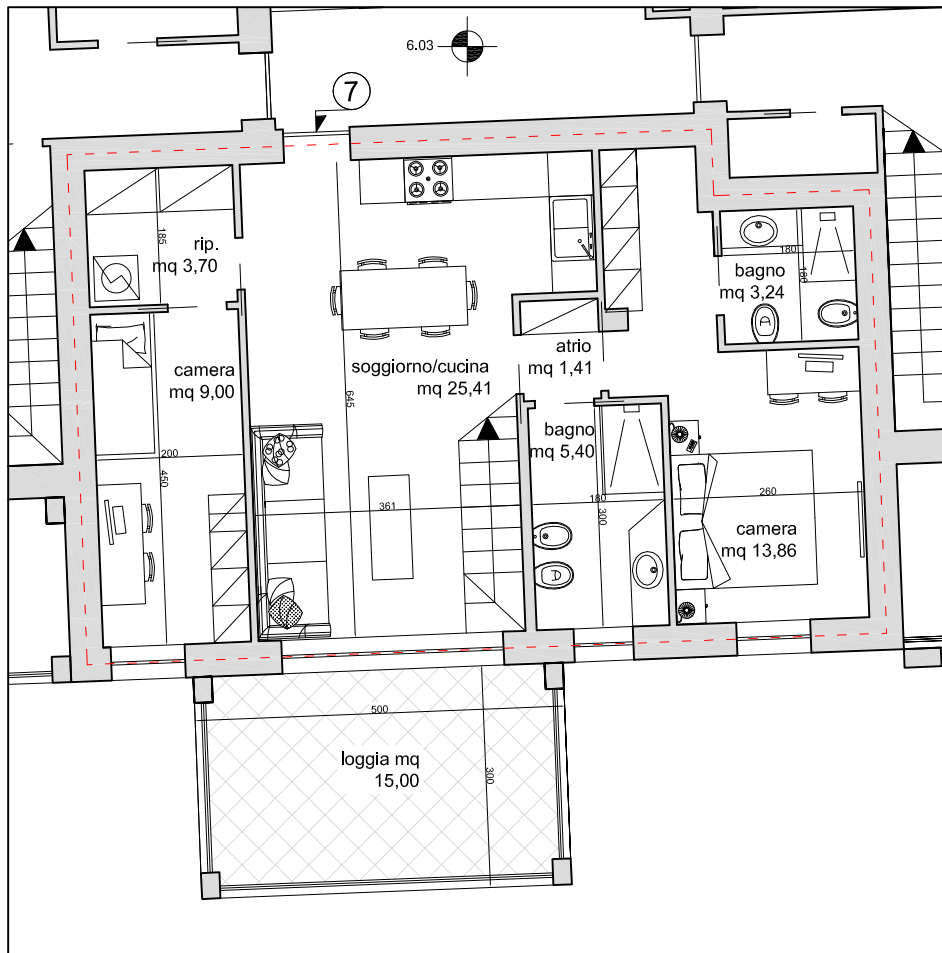 6.03
7
rip.
mq 3,70
185
bagno
mq 3,24
180
180
camera
mq 9,00
soggiorno/cucina
mq 25,41
atrio
mq 1,41
645
bagno
mq 5,40
200
450
361
180
300
260
camera
mq 13,86
500
loggia mq
15,00
300